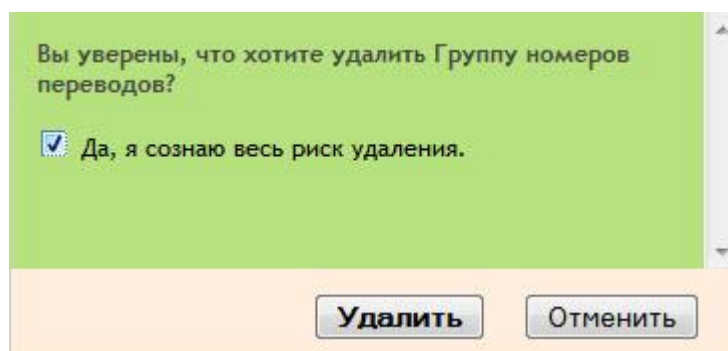 Вы уверены, что хотите удалить Группу номеров
переводов?
Да, я сознаю весь риск удаления.
Удалить Отменить